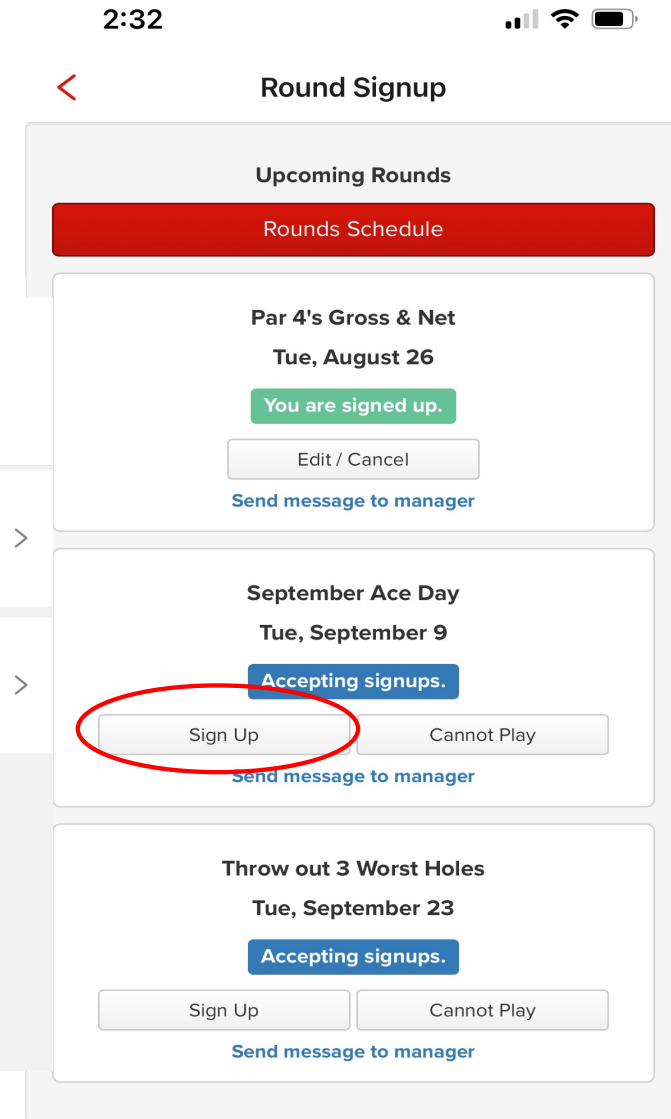 2:32
Round Signup
Upcoming Rounds
Rounds Schedule
Par 4's Gross & Net
Tue, August 26
You are signed up.
Edit / Cancel
Send message to manager
September Ace Day
Tue, September 9
Accepting signups.
Sign Up Cannot Play
Send message to manager
Throw out 3 Worst Holes
Tue, September 23
Accepting signups.
Sign Up Cannot Play
Send message to manager